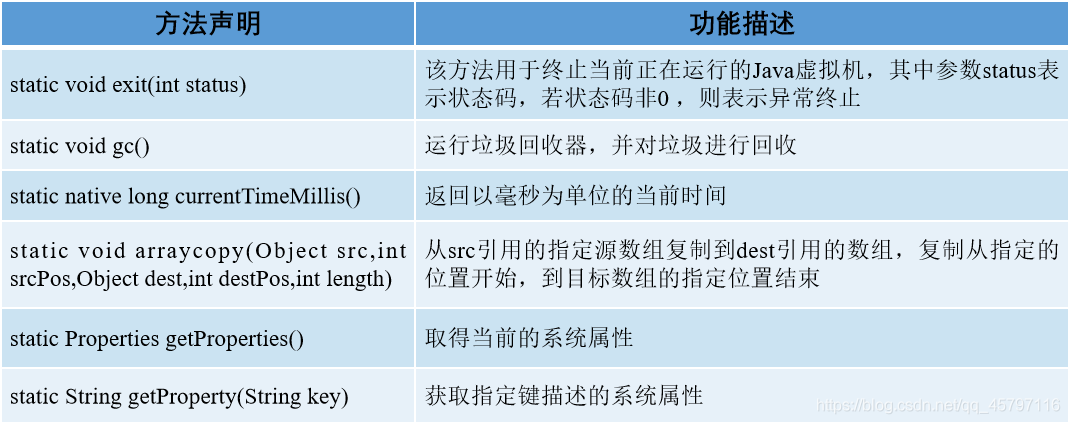 方法声明
功能描述
static void exit(int status)
该方法用于终止当前正在运行的Java虚拟机，其中参数status表
示状态码，若状态码非0 ，则表示异常终止
static void gc()
运行垃圾回收器，并对垃圾进行回收
static native long currentTimeMillis()
返回以毫秒为单位的当前时间
static void arraycopy(Object src,int
srcPos,Object dest,int destPos,int length)
从src引用的指定源数组复制到dest引用的数组，复制从指定的
位置开始，到目标数组的指定位置结束
static Properties getProperties()
取得当前的系统属性
static String getProperty(String key)
获取指定键描述的系统属性
https://blog.csdn.net/qq_45797116